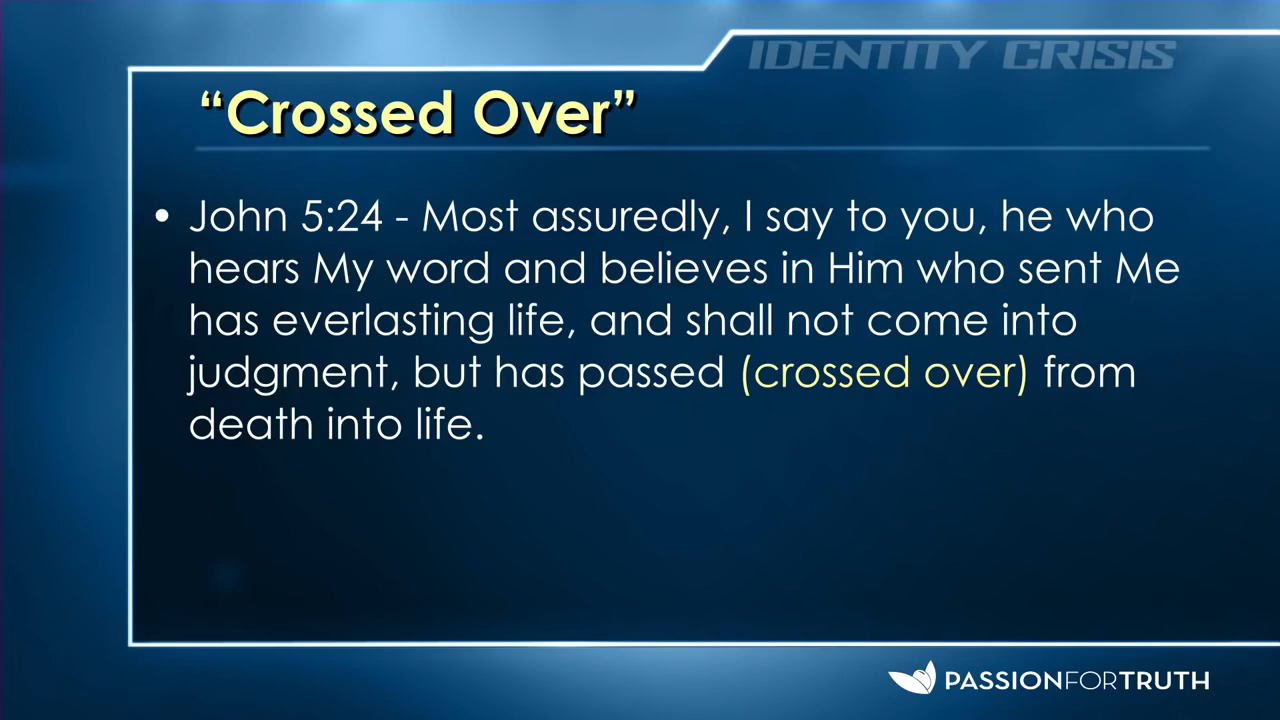 IDENTITY CRISIS
“Crossed Over”
• John 5:24 - Most assuredly, I say to you, he who
hears My word and believes in Him who sent Me
has everlasting life, and shall not come into
judgment, but has passed (crossed over) from
death into life.
PASSIONFORTRUTH